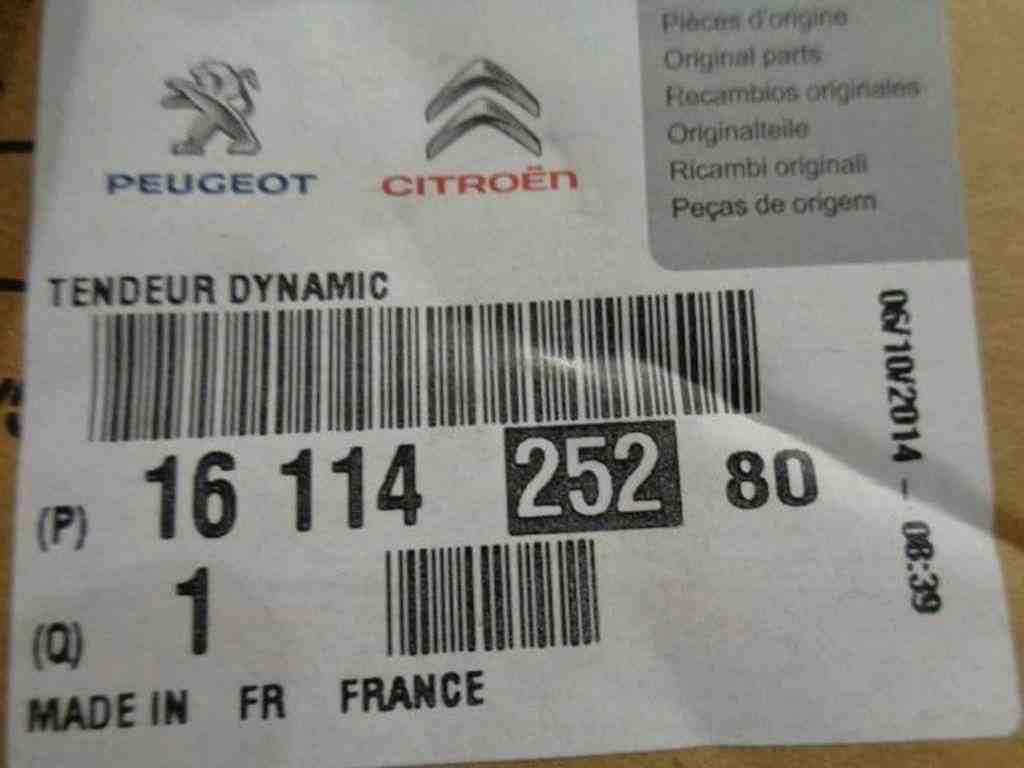 Pièces d'origine
Original parts
Recambios originales
Originalteile
Ricambi originali
Peças de origem
PEUGEOT CITROËN
TENDEUR DYNAMIC
(P) 16 114 252 80
(Q) 1
MADE IN FR FRANCE
06/10/2014 - 08:39